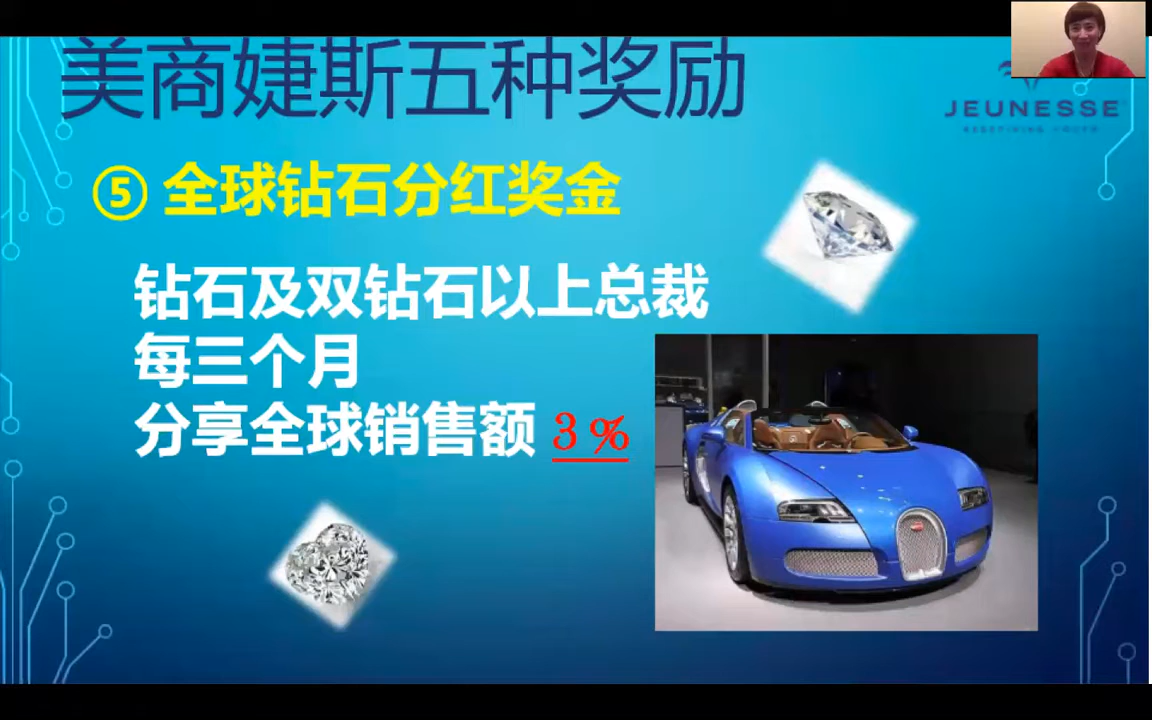 美商婕斯五种奖励
JEUNESSE
REDEFINING YOUTH
⑤ 全球钻石分红奖金
钻石及双钻石以上总裁
每三个月
分享全球销售额 3%